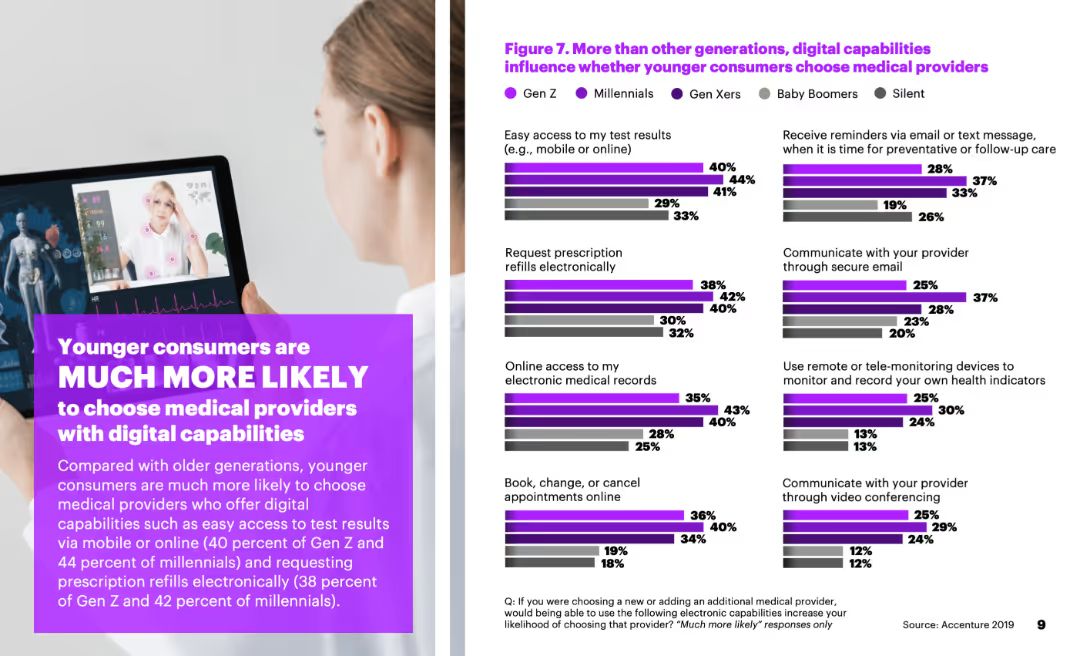 Younger consumers are
MUCH MORE LIKELY
to choose medical providers
with digital capabilities
Compared with older generations, younger
consumers are much more likely to choose
medical providers who offer digital
capabilities such as easy access to test results
via mobile or online (40 percent of Gen Z and
44 percent of millennials) and requesting
prescription refills electronically (38 percent
of Gen Z and 42 percent of millennials).
HR
Figure 7. More than other generations, digital capabilities
influence whether younger consumers choose medical providers
Gen Z Millennials Gen Xers Baby Boomers Silent
Easy access to my test results
(e.g., mobile or online)
40%
44%
41%
29%
33%
Request prescription
refills electronically
38%
42%
40%
30%
32%
Online access to my
electronic medical records
35%
43%
40%
28%
25%
Book, change, or cancel
appointments online
36%
40%
34%
19%
18%
Receive reminders via email or text message,
when it is time for preventative or follow-up care
28%
37%
33%
19%
26%
Communicate with your provider
through secure email
25%
37%
28%
23%
20%
Use remote or tele-monitoring devices to
monitor and record your own health indicators
25%
30%
24%
13%
13%
Communicate with your provider
through video conferencing
25%
29%
24%
12%
12%
Q: If you were choosing a new or adding an additional medical provider,
would being able to use the following electronic capabilities increase your
likelihood of choosing that provider? "Much more likely" responses only
Source: Accenture 2019 9